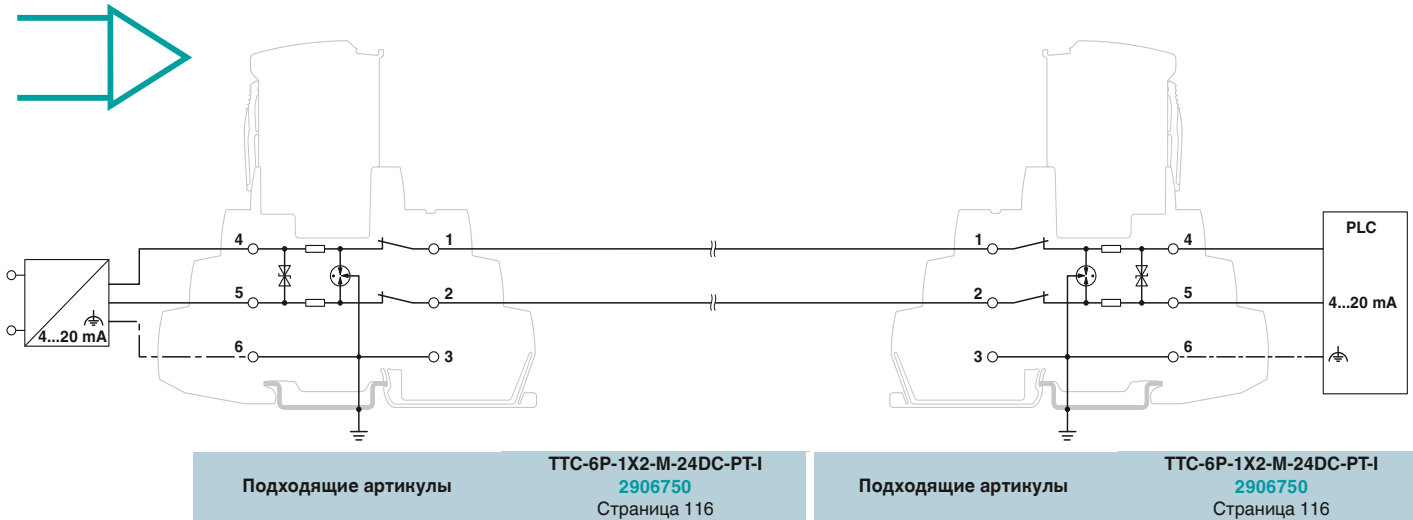 4
1
1
4
PLC
5
2
2
5
4...20 mA
4...20 mA
6
3
3
6
Подходящие артикулы
TTC-6P-1X2-M-24DC-PT-I
2906750
Страница 116
Подходящие артикулы
TTC-6P-1X2-M-24DC-PT-I
2906750
Страница 116